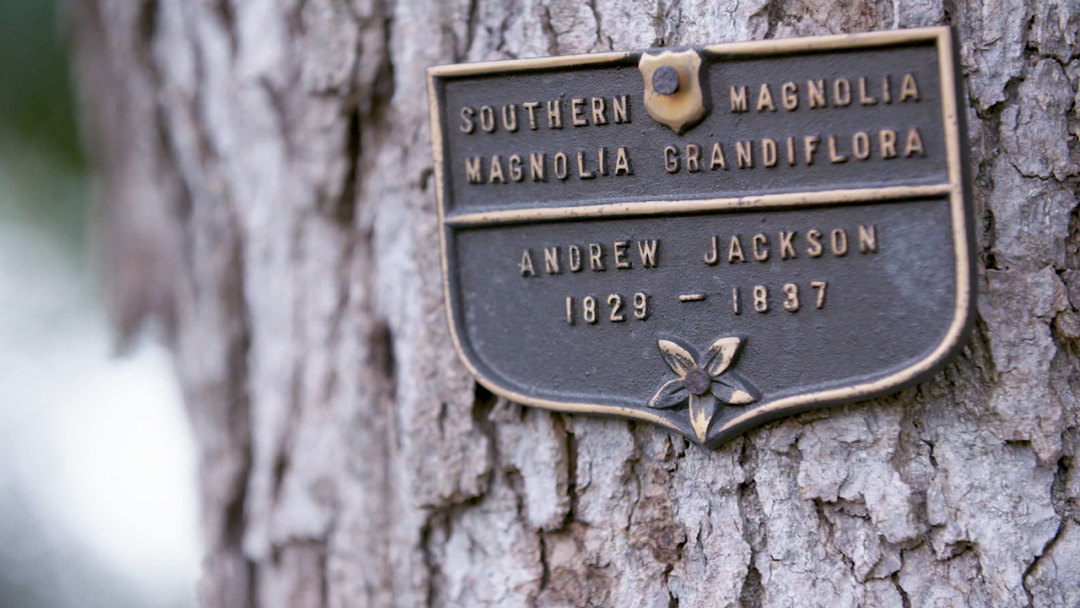 SOUTHERN MAGNOLIA
MAGNOLIA GRANDIFLORA
ANDREW JACKSON
1829 – 1837